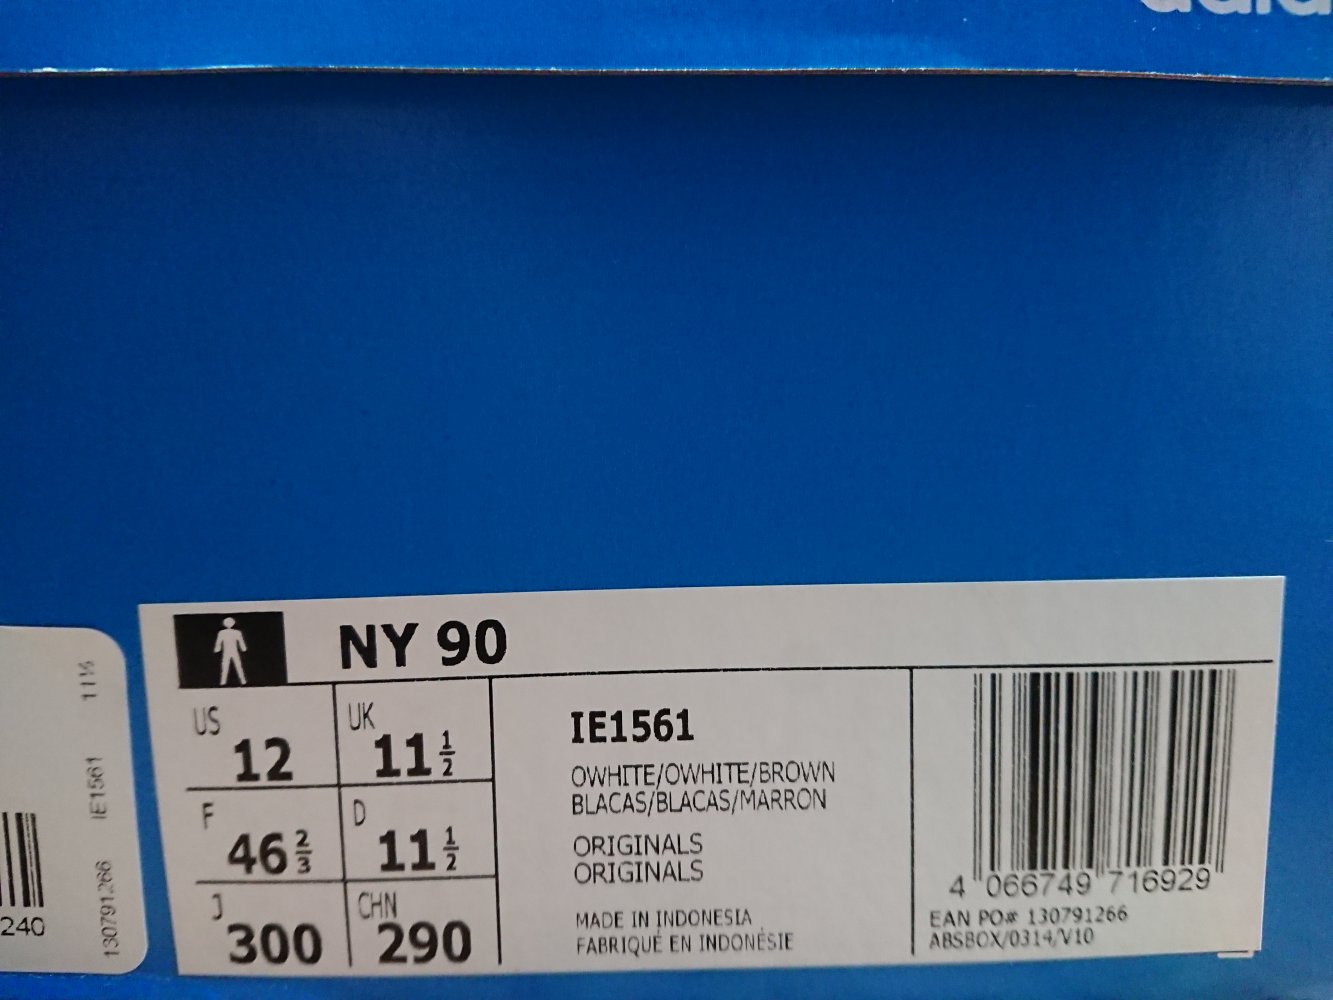 NY 90
US 12
UK 11 1/2
F 46 2/3
D 11 1/2
J 300
CHN 290
IE1561
OWHITE/OWHITE/BROWN
BLACAS/BLACAS/MARRON
ORIGINALS
ORIGINALS
MADE IN INDONESIA
FABRIQUÉ EN INDONÉSIE
4 066749 716929
EAN PO# 130791266
ABSBOX/0314/V10
130791266 IE1561 11½
240